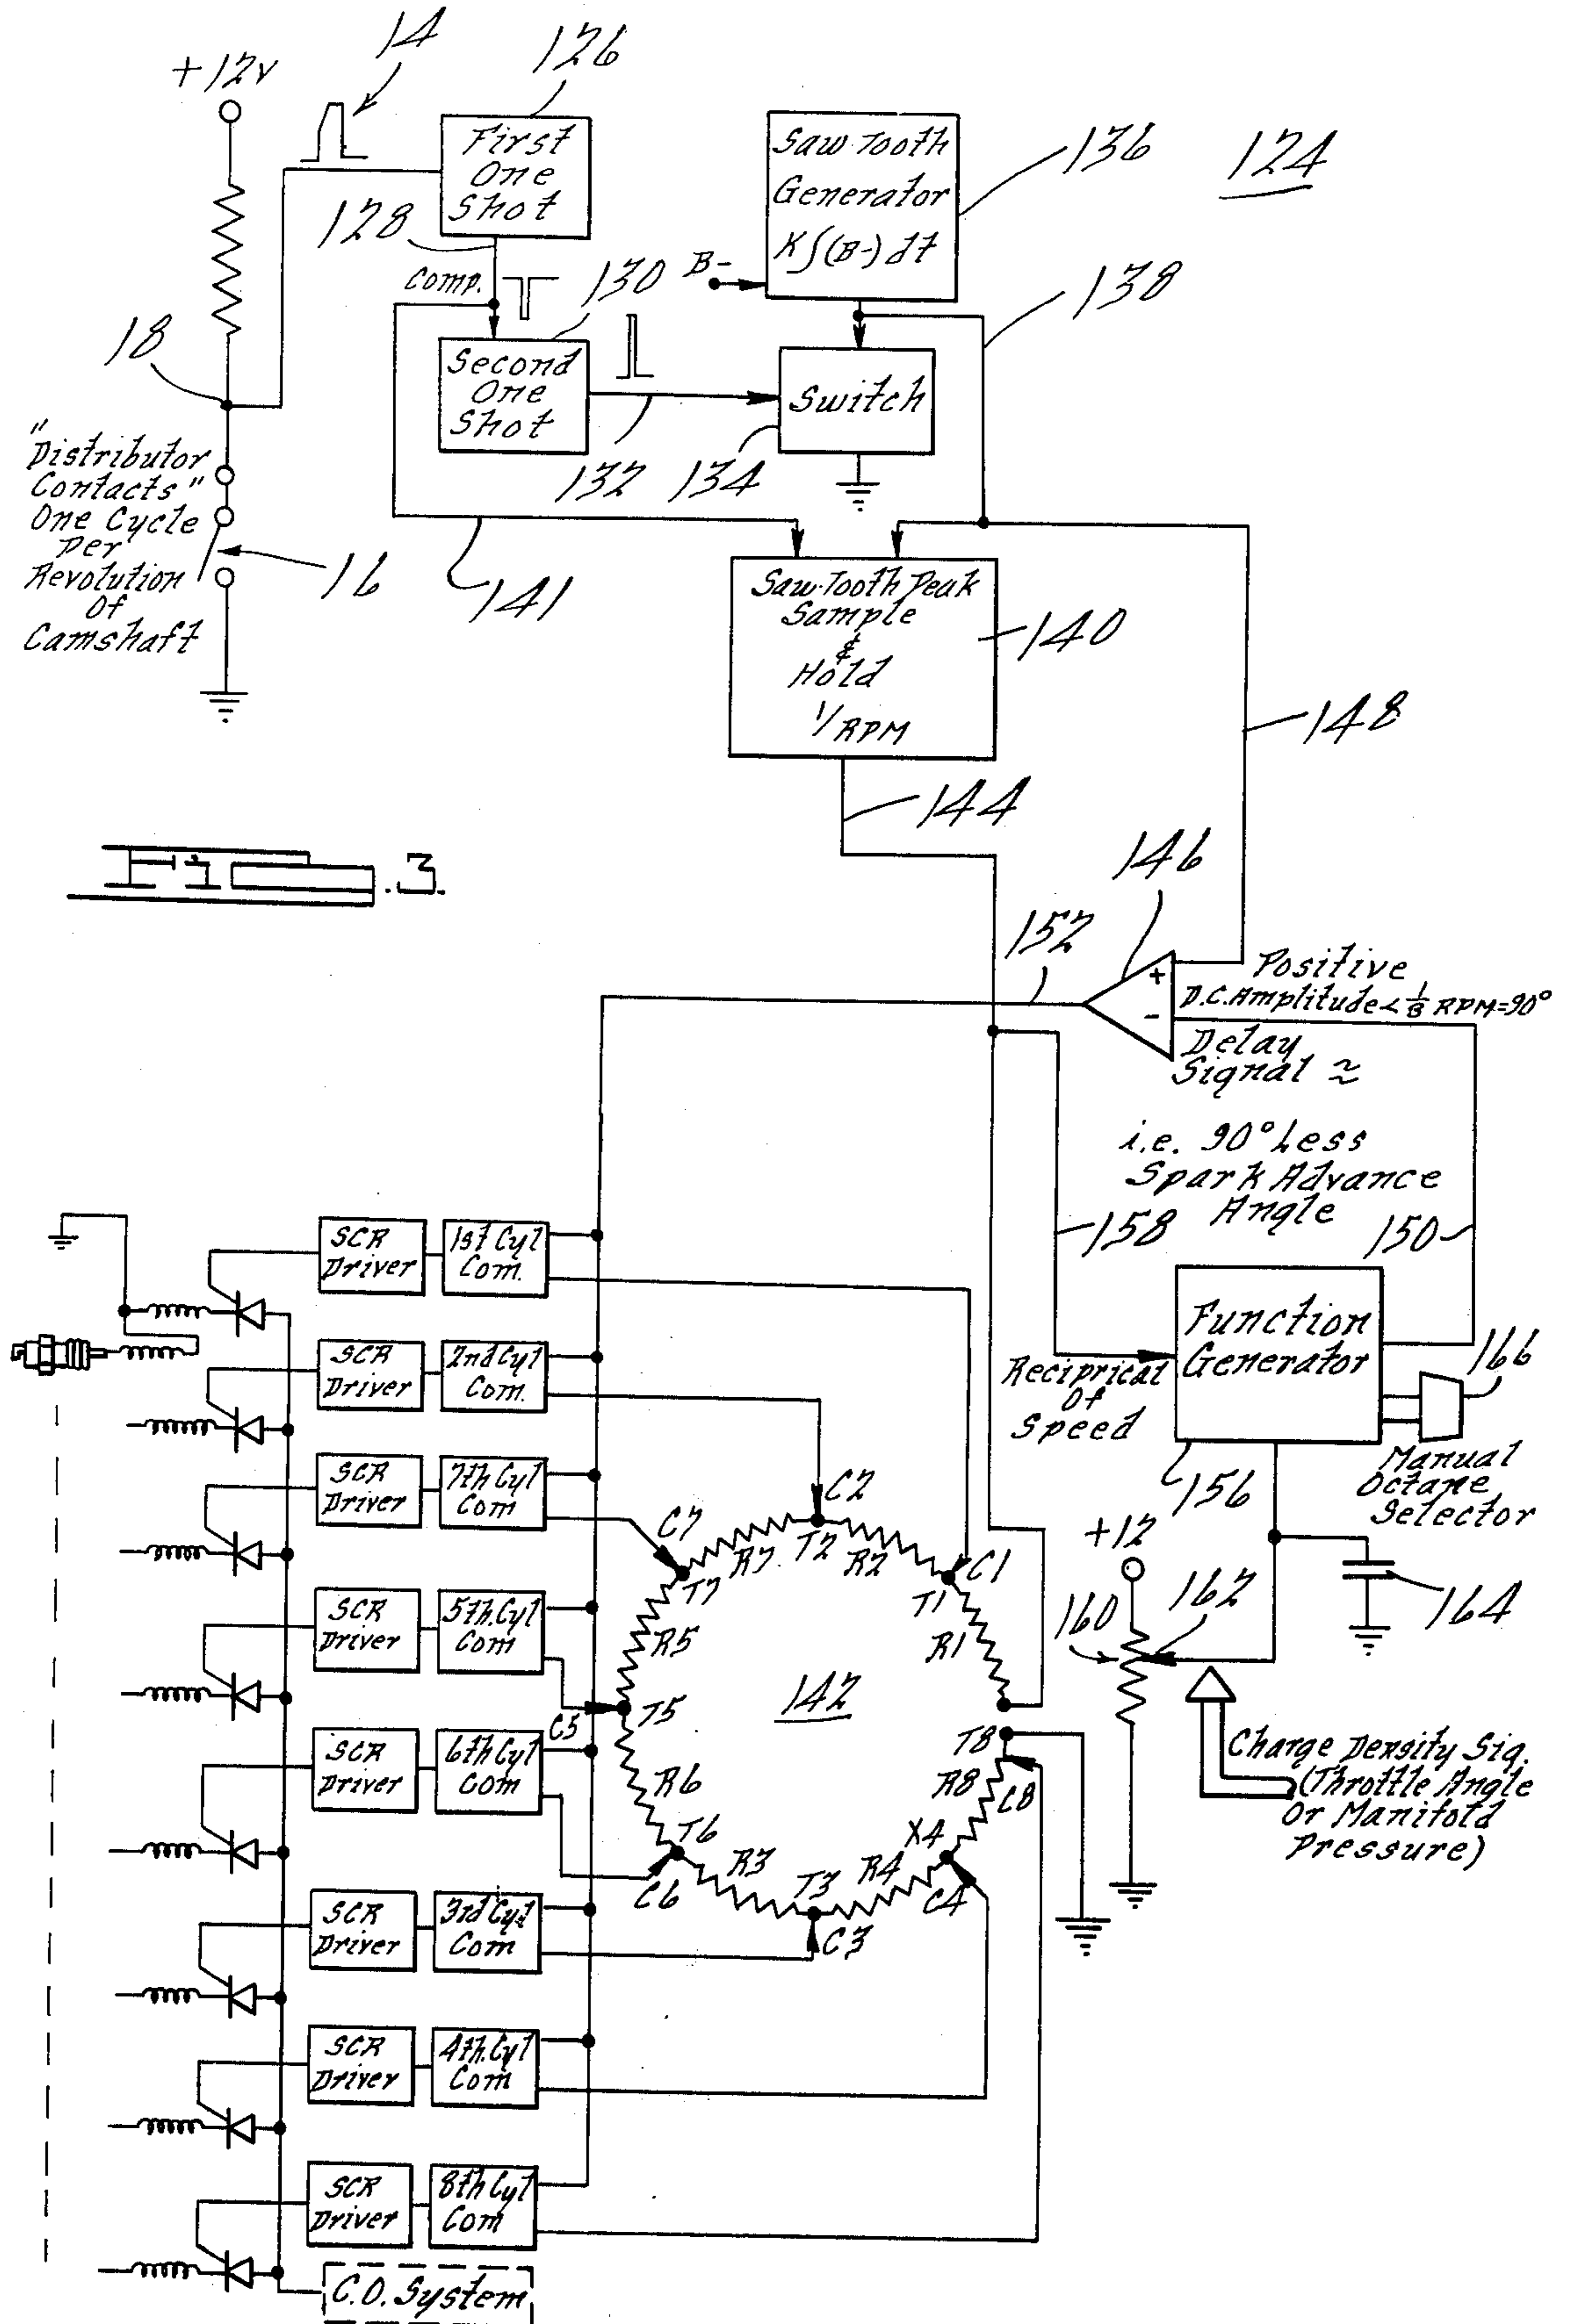 14
126
+12v
First
One
Shot
Saw Tooth
Generator
K∫(B-) dt
136
124
128
Comp.
130
B-
138
18
Second
One
Shot
Switch
132
134
"Distributor
Contacts"
One Cycle
Per
Revolution
Of
Camshaft
16
141
Saw-Tooth Peak
Sample
&
Hold
1/RPM
140
148
144
Fig. 3.
146
152
+
-
Positive
D.C. Amplitude < 1/8 RPM=90°
Delay
Signal ≈
i.e. 90° Less
Spark Advance
Angle
158
150
SCR
Driver
1st Cyl
Com.
SCR
Driver
2nd Cyl
Com.
Function
Generator
166
Reciprical
Of
Speed
Manual
Octane
Selector
156
SCR
Driver
7th Cyl
Com
C7
C2
R7
T2
R2
C1
T7
T1
+12
160
162
164
SCR
Driver
5th. Cyl
Com
R5
R1
C5
T5
142
T8
R8
C8
Charge Density Sig.
(Throttle Angle
Or Manifold
Pressure)
SCR
Driver
6th Cyl
Com
R6
T6
X4
R3
T3
R4
C6
C4
C3
SCR
Driver
3rd Cyl
Com
SCR
Driver
4th. Cyl
Com
SCR
Driver
8th Cyl
Com
C.D. System